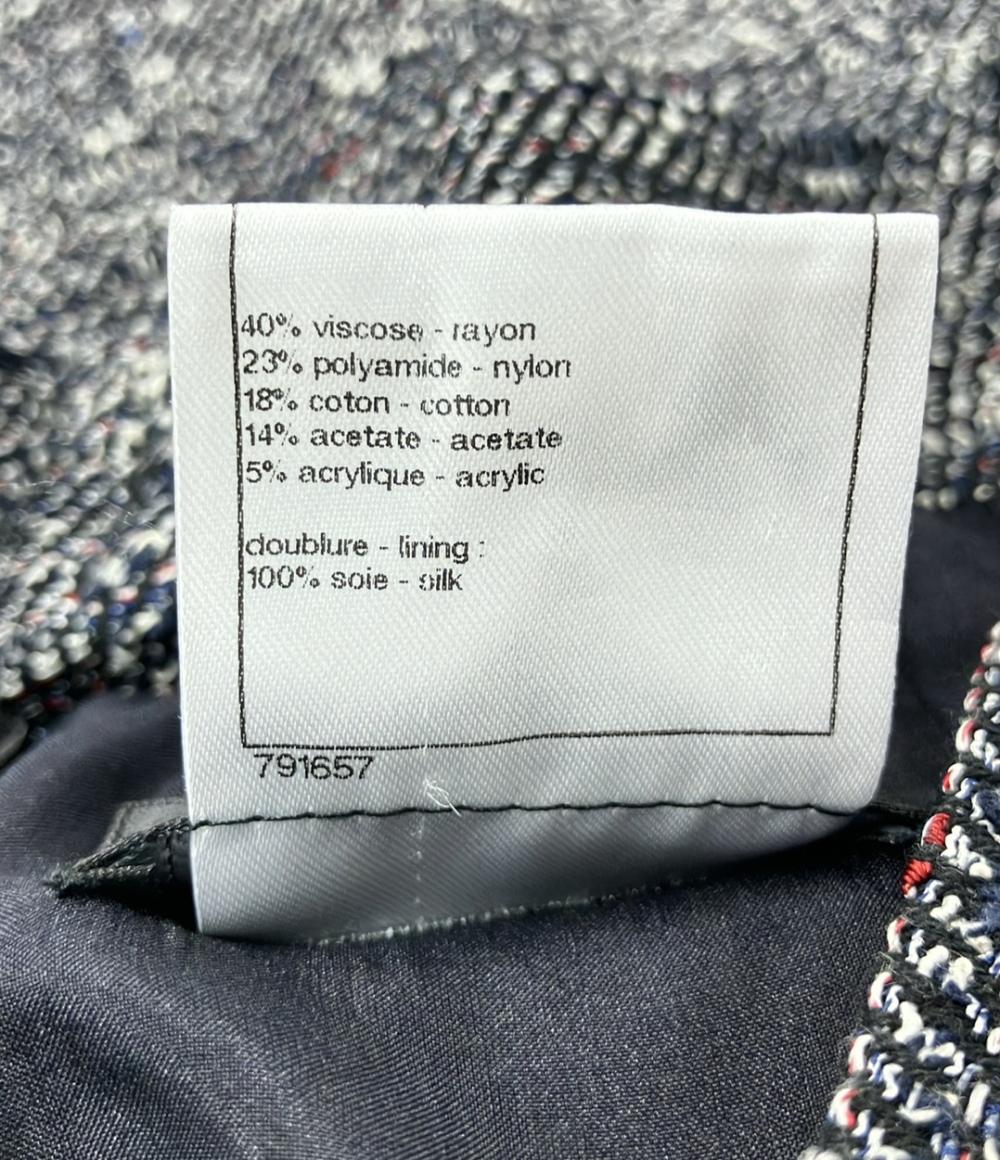 40% viscose - rayon
23% polyamide - nylon
18% coton - cotton
14% acetate - acetate
5% acrylique - acrylic
doublure - lining :
100% soie - silk
791657